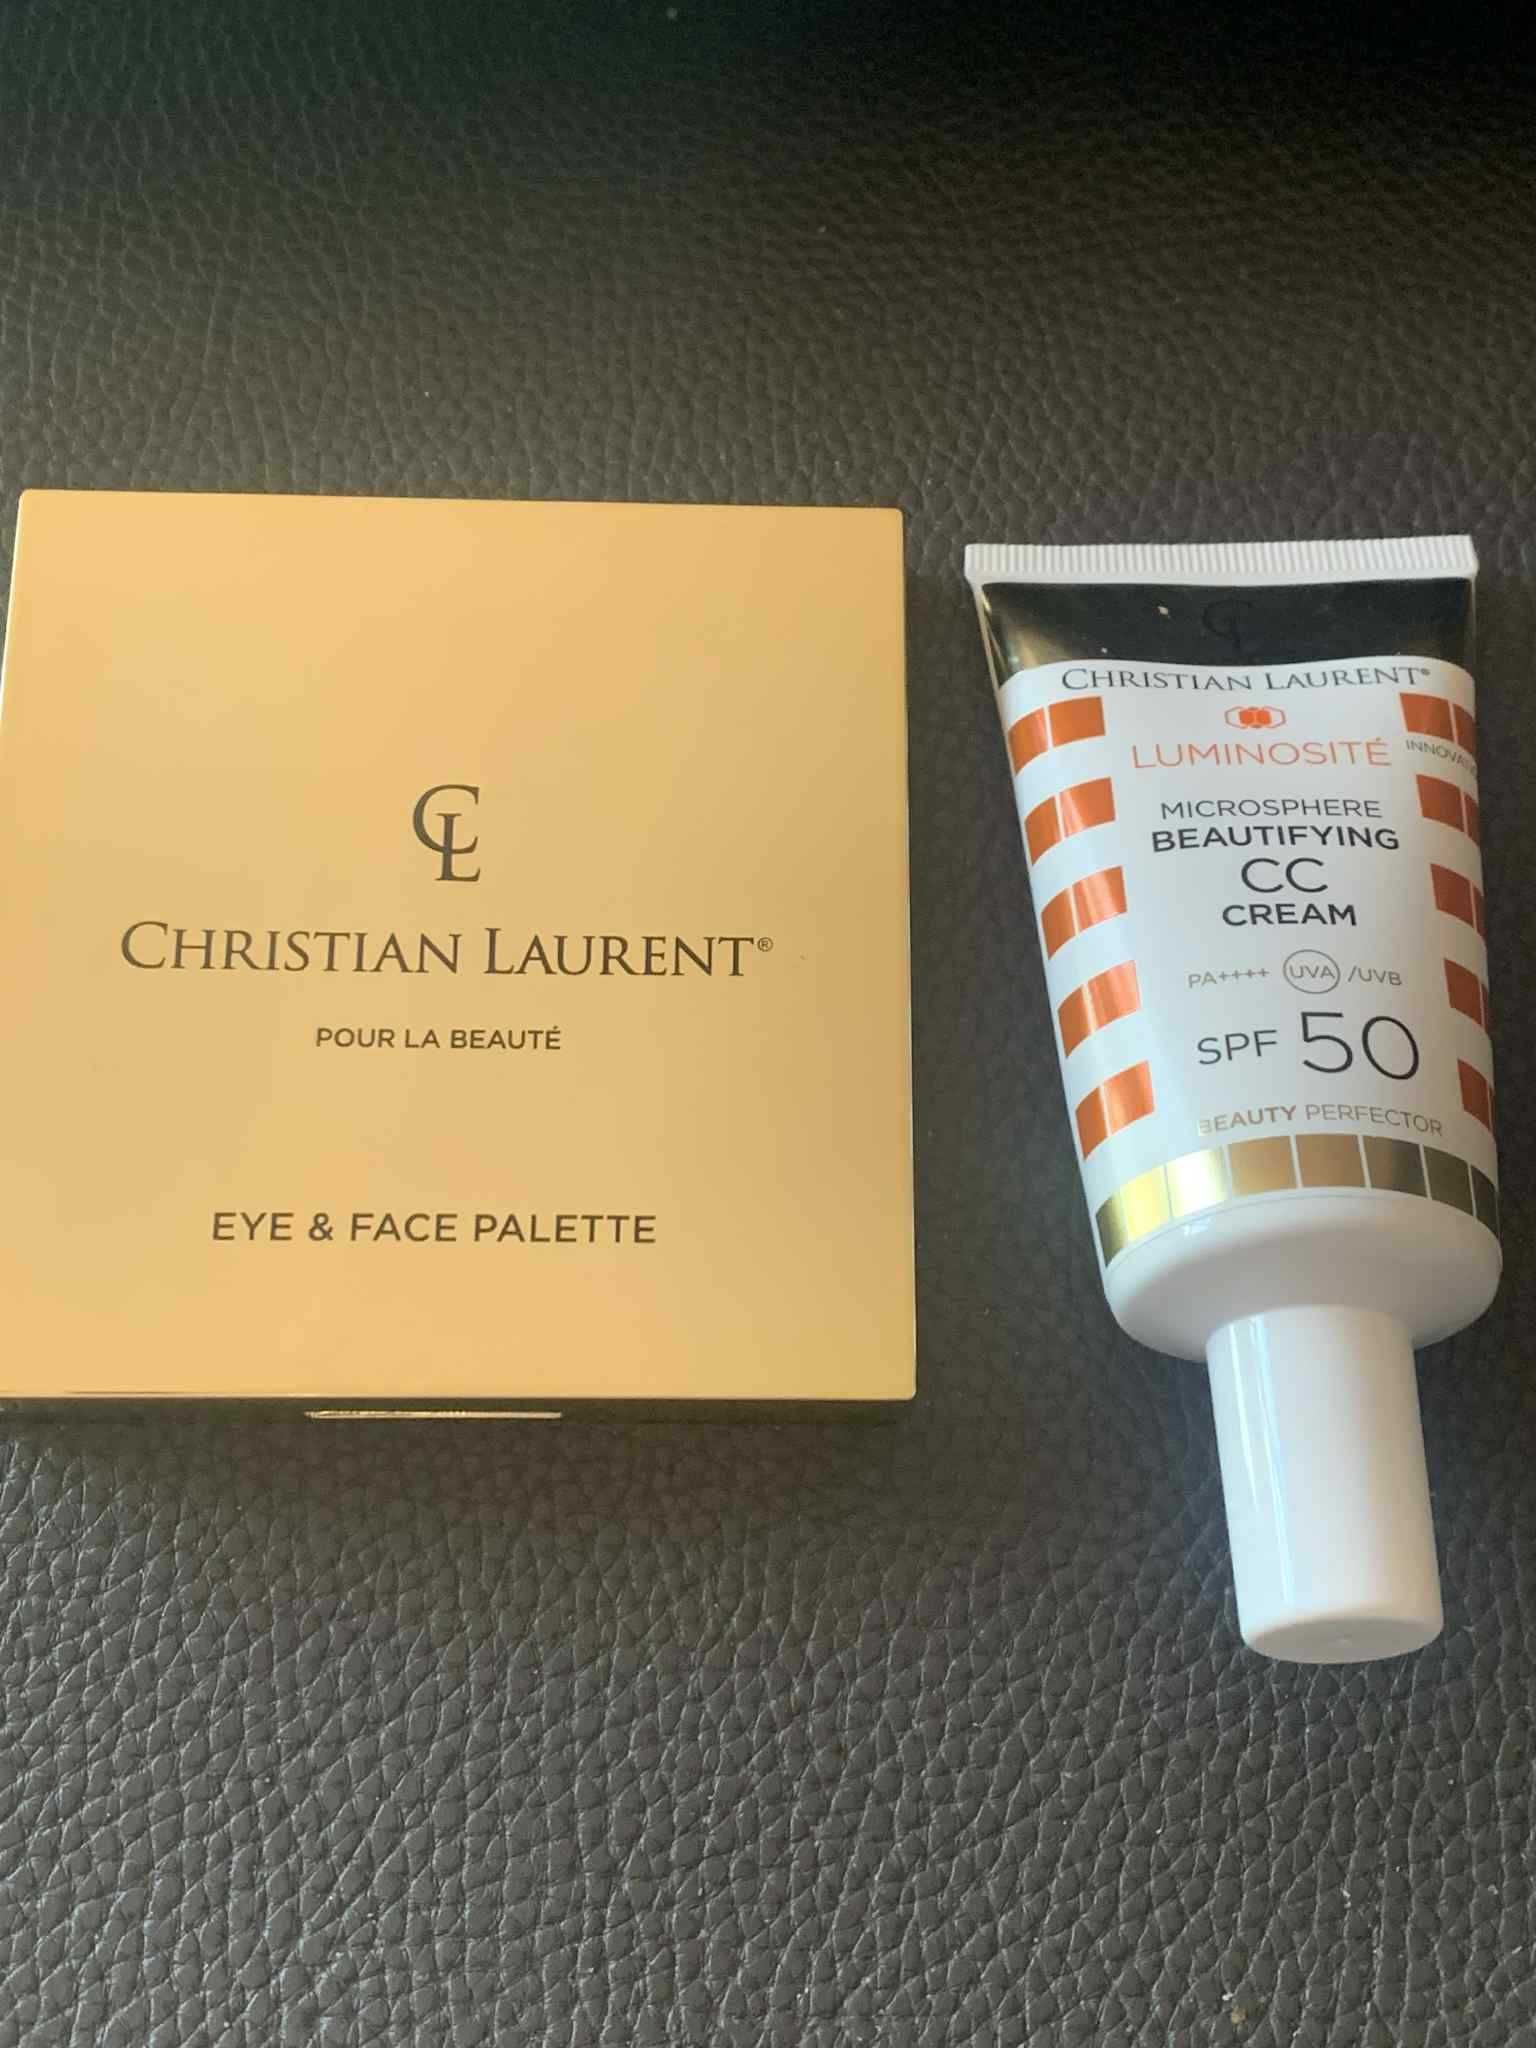 CL
CHRISTIAN LAURENT®
POUR LA BEAUTÉ
EYE & FACE PALETTE
CL
CHRISTIAN LAURENT®
LUMINOSITÉ
MICROSPHERE
BEAUTIFYING
CC
CREAM
PA++++ UVA/UVB
SPF 50
BEAUTY PERFECTOR